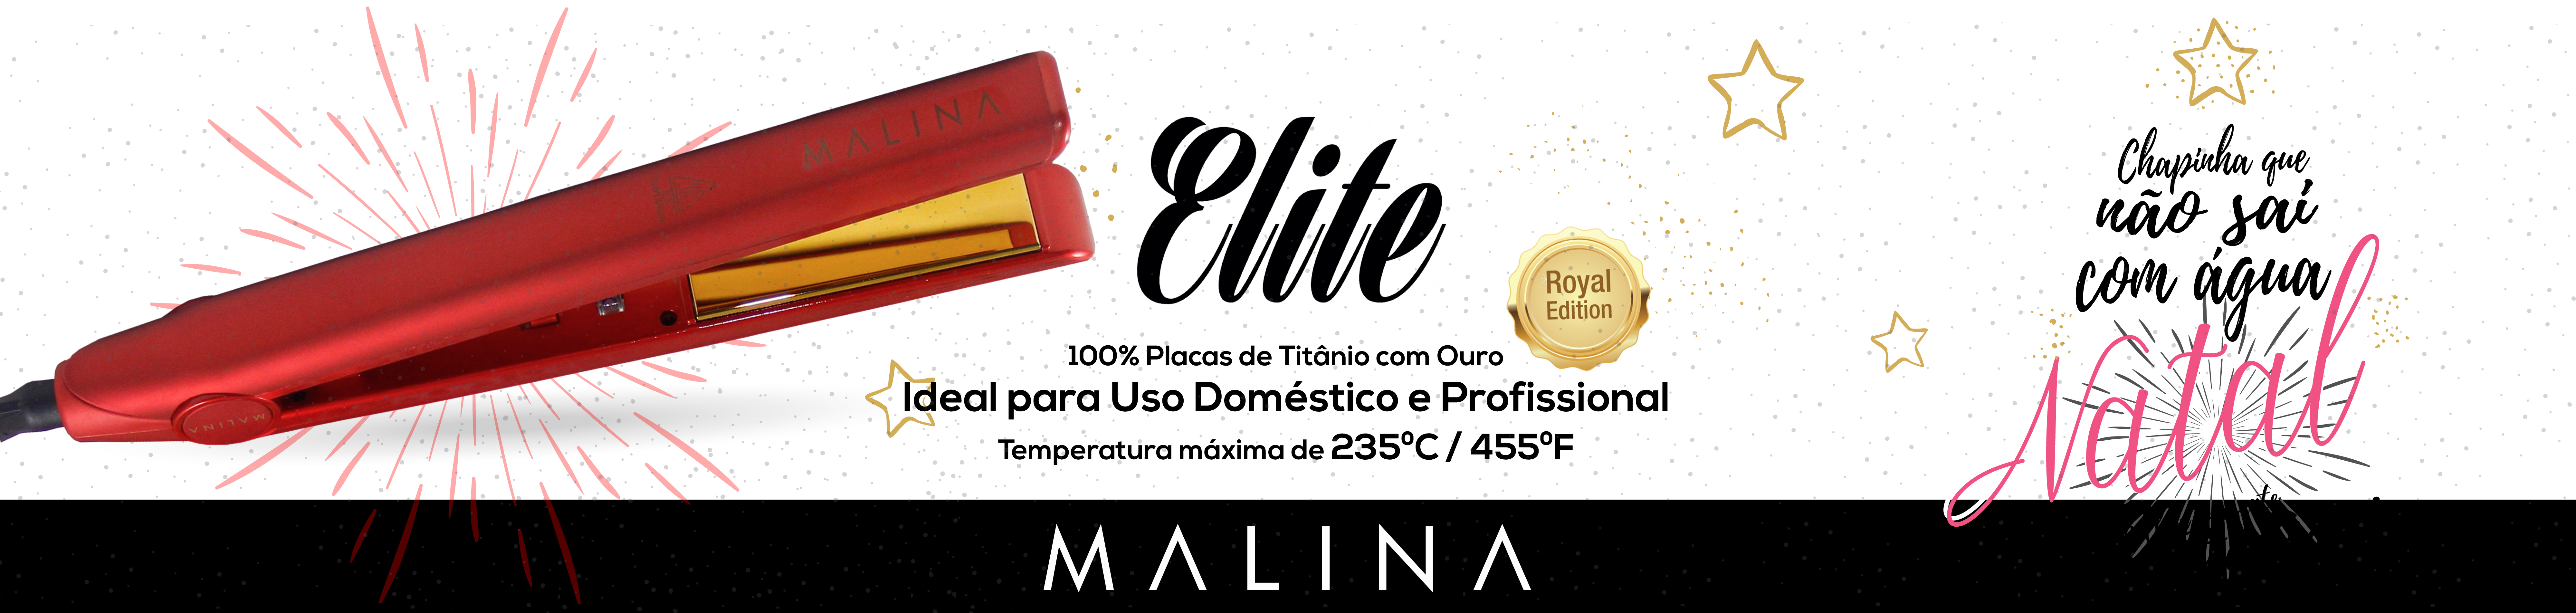 MALINA
MALINA
Elite
Royal
Edition
100% Placas de Titânio com Ouro
Ideal para Uso Doméstico e Profissional
Temperatura máxima de 235ºC / 455ºF
MALINA
Chapinha que
não sai
com água
Natal